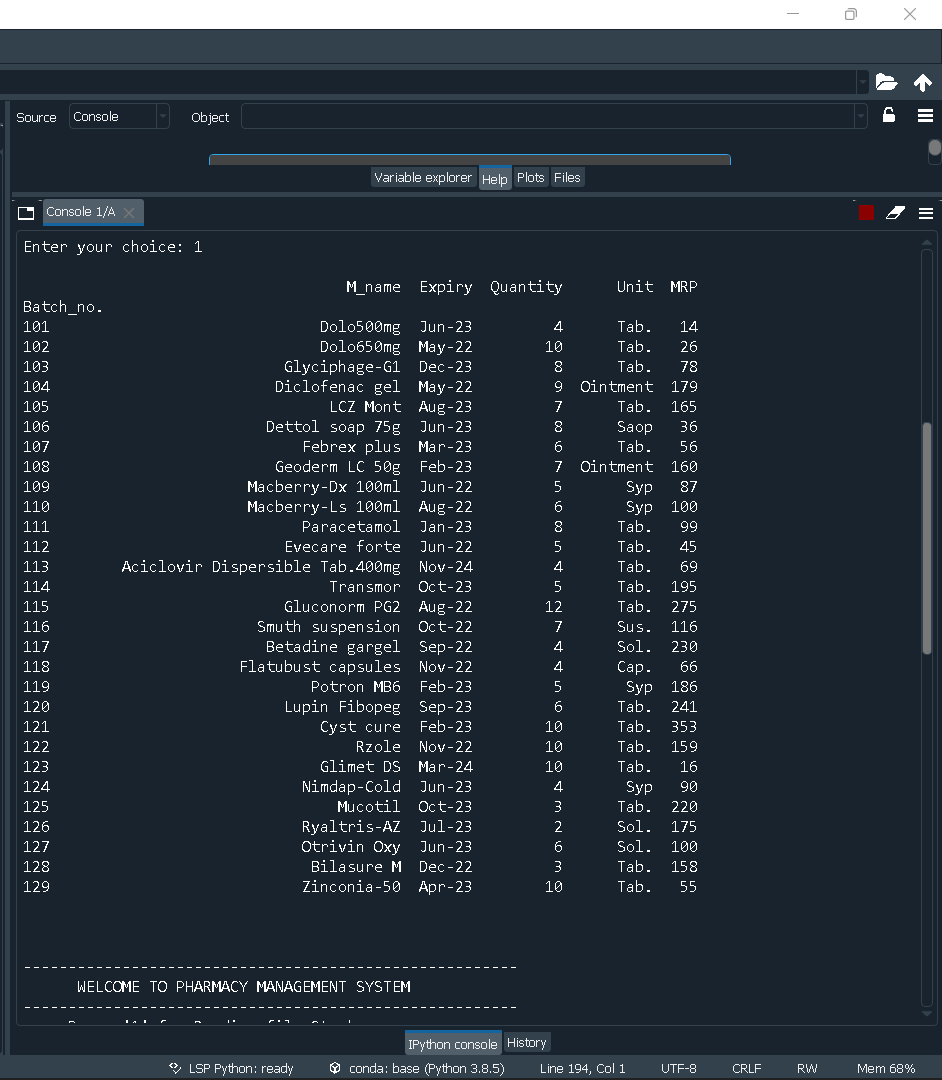 Source Console Object
Variable explorer Help Plots Files
Console 1/A
Enter your choice: 1
M_name Expiry Quantity Unit MRP
Batch_no.
101 Dolo500mg Jun-23 4 Tab. 14
102 Dolo650mg May-22 10 Tab. 26
103 Glyciphage-G1 Dec-23 8 Tab. 78
104 Diclofenac gel May-22 9 Ointment 179
105 LCZ Mont Aug-23 7 Tab. 165
106 Dettol soap 75g Jun-23 8 Saop 36
107 Febrex plus Mar-23 6 Tab. 56
108 Geoderm LC 50g Feb-23 7 Ointment 160
109 Macberry-Dx 100ml Jun-22 5 Syp 87
110 Macberry-Ls 100ml Aug-22 6 Syp 100
111 Paracetamol Jan-23 8 Tab. 99
112 Evecare forte Jun-22 5 Tab. 45
113 Aciclovir Dispersible Tab.400mg Nov-24 4 Tab. 69
114 Transmor Oct-23 5 Tab. 195
115 Gluconorm PG2 Aug-22 12 Tab. 275
116 Smuth suspension Oct-22 7 Sus. 116
117 Betadine gargel Sep-22 4 Sol. 230
118 Flatubust capsules Nov-22 4 Cap. 66
119 Potron MB6 Feb-23 5 Syp 186
120 Lupin Fibopeg Sep-23 6 Tab. 241
121 Cyst cure Feb-23 10 Tab. 353
122 Rzole Nov-22 10 Tab. 159
123 Glimet DS Mar-24 10 Tab. 16
124 Nimdap-Cold Jun-23 4 Syp 90
125 Mucotil Oct-23 3 Tab. 220
126 Ryaltris-AZ Jul-23 2 Sol. 175
127 Otrivin Oxy Jun-23 6 Sol. 100
128 Bilasure M Dec-22 3 Tab. 158
129 Zinconia-50 Apr-23 10 Tab. 55
-------------------------------------------------------
WELCOME TO PHARMACY MANAGEMENT SYSTEM
-------------------------------------------------------
IPython console History
LSP Python: ready conda: base (Python 3.8.5) Line 194, Col 1 UTF-8 CRLF RW Mem 68%